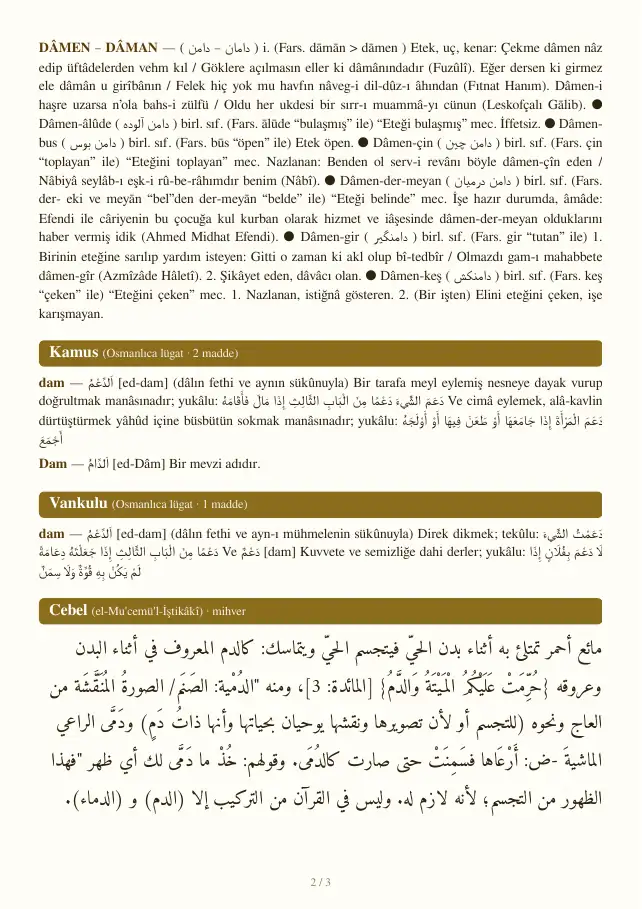 DÂMEN – DÂMAN — ( دامن – دامان ) i. (Fars. dāmān > dāmen ) Etek, uç, kenar: Çekme dâmen nâz
edip üftâdelerden vehm kıl / Göklere açılmasın eller ki dâmânındadır (Fuzûlî). Eğer dersen ki girmez
ele dâmân u girîbânın / Felek hiç yok mu havfın nâveg-i dil-dûz-ı âhından (Fıtnat Hanım). Dâmen-i
haşre uzarsa n’ola bahs-i zülfü / Oldu her ukdesi bir sırr-ı muammâ-yı cünun (Leskofçalı Gālib). ●
Dâmen-âlûde ( دامن آلوده ) birl. sıf. (Fars. ālūde “bulaşmış” ile) “Eteği bulaşmış” mec. İffetsiz. ● Dâmen-
bus ( دامن بوس ) birl. sıf. (Fars. būs “öpen” ile) Etek öpen. ● Dâmen-çin ( دامن چین ) birl. sıf. (Fars. çin
“toplayan” ile) “Eteğini toplayan” mec. Nazlanan: Benden ol serv-i revânı böyle dâmen-çîn eden /
Nâbiyâ seylâb-ı eşk-i rû-be-râhımdır benim (Nâbî). ● Dâmen-der-meyan ( دامن درمیان ) birl. sıf. (Fars.
der- eki ve meyān “bel”den der-meyān “belde” ile) “Eteği belinde” mec. İşe hazır durumda, âmâde:
Efendi ile câriyenin bu çocuğa kul kurban olarak hizmet ve iâşesinde dâmen-der-meyan olduklarını
haber vermiş idik (Ahmed Midhat Efendi). ● Dâmen-gir ( دامنگیر ) birl. sıf. (Fars. gir “tutan” ile) 1.
Birinin eteğine sarılıp yardım isteyen: Gitti o zaman ki akl olup bî-tedbîr / Olmazdı gam-ı mahabbete
dâmen-gîr (Azmîzâde Hâletî). 2. Şikâyet eden, dâvâcı olan. ● Dâmen-keş ( دامنکش ) birl. sıf. (Fars. keş
“çeken” ile) “Eteğini çeken” mec. 1. Nazlanan, istiğnâ gösteren. 2. (Bir işten) Elini eteğini çeken, işe
karışmayan.
Kamus (Osmanlıca lügat · 2 madde)
dam — اَلدَّعْمُ [ed-dam] (dâlın fethi ve aynın sükûnuyla) Bir tarafa meyl eylemiş nesneye dayak vurup
doğrultmak manâsınadır; yukâlu: دَعَمَ الشَّيْءَ دَعْمًا مِنَ الْبَابِ الثَّالِثِ إِذَا مَالَ فَأَقَامَهُ Ve cimâ eylemek, alâ-kavlin
dürtüştürmek yâhûd içine büsbütün sokmak manâsınadır; yukâlu: دَعَمَ الْمَرْأَةَ إِذَا جَامَعَهَا أَوْ طَعَنَ فِيهَا أَوْ أَوْلَجَهُ
أَجْمَعَ
Dam — اَلدَّامُ [ed-Dâm] Bir mevzi adıdır.
Vankulu (Osmanlıca lügat · 1 madde)
dam — اَلدَّعْمُ [ed-dam] (dâlın fethi ve ayn-ı mühmelenin sükûnuyla) Direk dikmek; tekûlu: دَعَمْتُ الشَّيْءَ
دَعْمًا مِنَ الْبَابِ الثَّالِثِ إِذَا جَعَلْتَهُ دِعَامَةً Ve دَعْمٌ [dam] Kuvvete ve semizliğe dahi derler; yukâlu: لَا دَعْمَ بِفُلَانٍ إِذَا
لَمْ يَكُنْ بِهِ قُوَّةٌ وَلَا سِمَنٌ
Cebel (el-Mu'cemü'l-İştikâkî) · mihver
مائع أحمر تمتلئ به أثناء بدن الحيّ فيتجسم الحيّ ويتماسك: كالدم المعروف في أثناء البدن
وعروقه {حُرِّمَتْ عَلَيْكُمُ الْمَيْتَةُ وَالدَّمُ} [المائدة: 3]، ومنه "الدُمْية: الصَنَم/ الصورةُ المُنَقَّشَة من
العاج ونحوه (للتجسم أو لأن تصويرها ونقشها يوحيان بحياتها وأنها ذاتُ دَمٍ) ودَمَّى الراعي
الماشيةَ -ض: أَرْعَاها فسَمِنَتْ حتى صارت كالدُمَى. وقولهم: خُذْ ما دَمَّى لك أي ظهر "فهذا
الظهور من التجسم؛ لأنه لازم له. وليس في القرآن من التركيب إلا (الدم) و (الدماء).
2 / 3